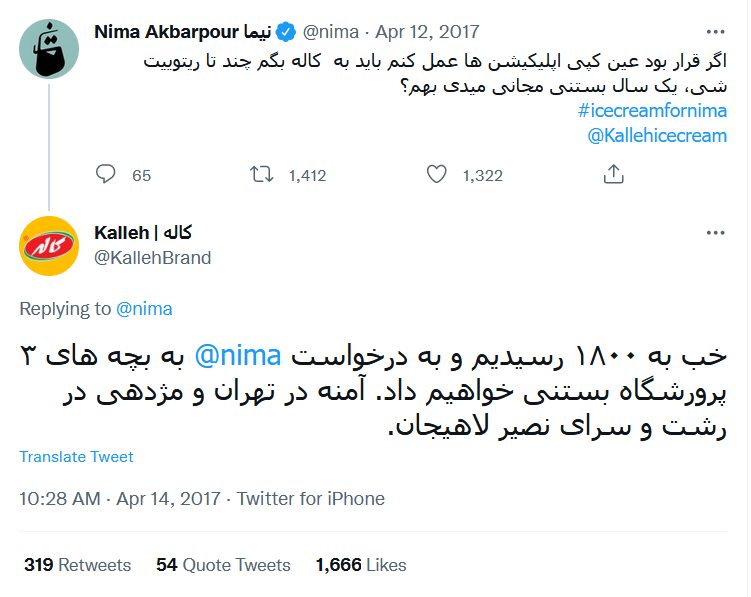 Nima Akbarpour نیما @nima · Apr 12, 2017
اگر قرار بود عین کپی اپلیکیشن ها عمل کنم باید به کاله بگم چند تا ریتوییت
شی، یک سال بستنی مجانی میدی بهم؟
#icecreamfornima
@Kallehicecream
65 1,412 1,322
کاله
Kalleh | کاله
@KallehBrand
Replying to @nima
خب به ۱۸۰۰ رسیدیم و به درخواست @nima به بچه های ۳
پرورشگاه بستنی خواهیم داد. آمنه در تهران و مژدهی در
رشت و سرای نصیر لاهیجان.
Translate Tweet
10:28 AM · Apr 14, 2017 · Twitter for iPhone
319 Retweets 54 Quote Tweets 1,666 Likes